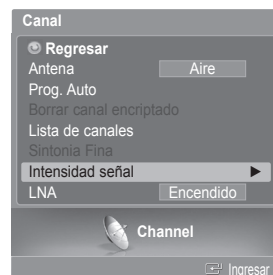 Canal
Regresar
Antena Aire
Prog. Auto
Borrar canal encriptado
Lista de canales
Sintonia Fina
Intensidad señal
LNA Encendido
Channel
Ingresar